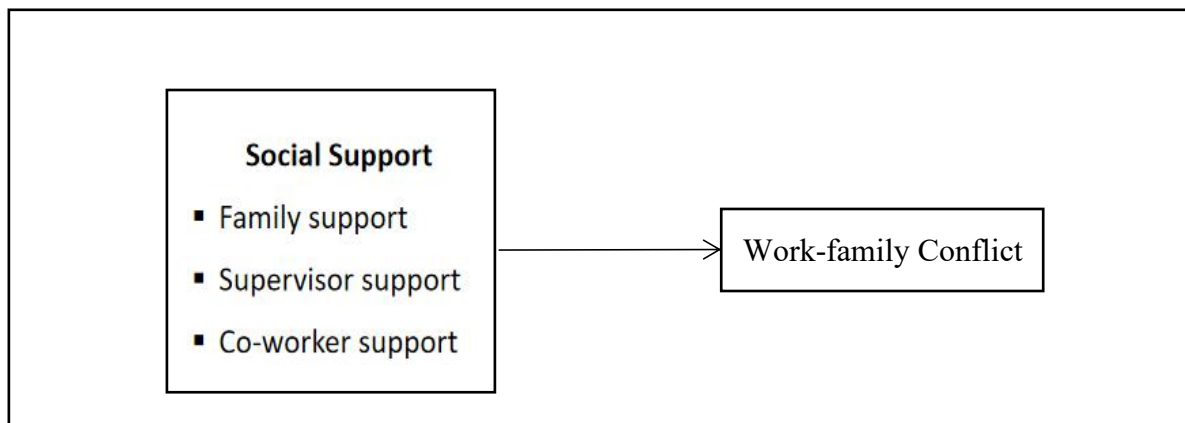 Social Support
▪ Family support
▪ Supervisor support
▪ Co-worker support
Work-family Conflict